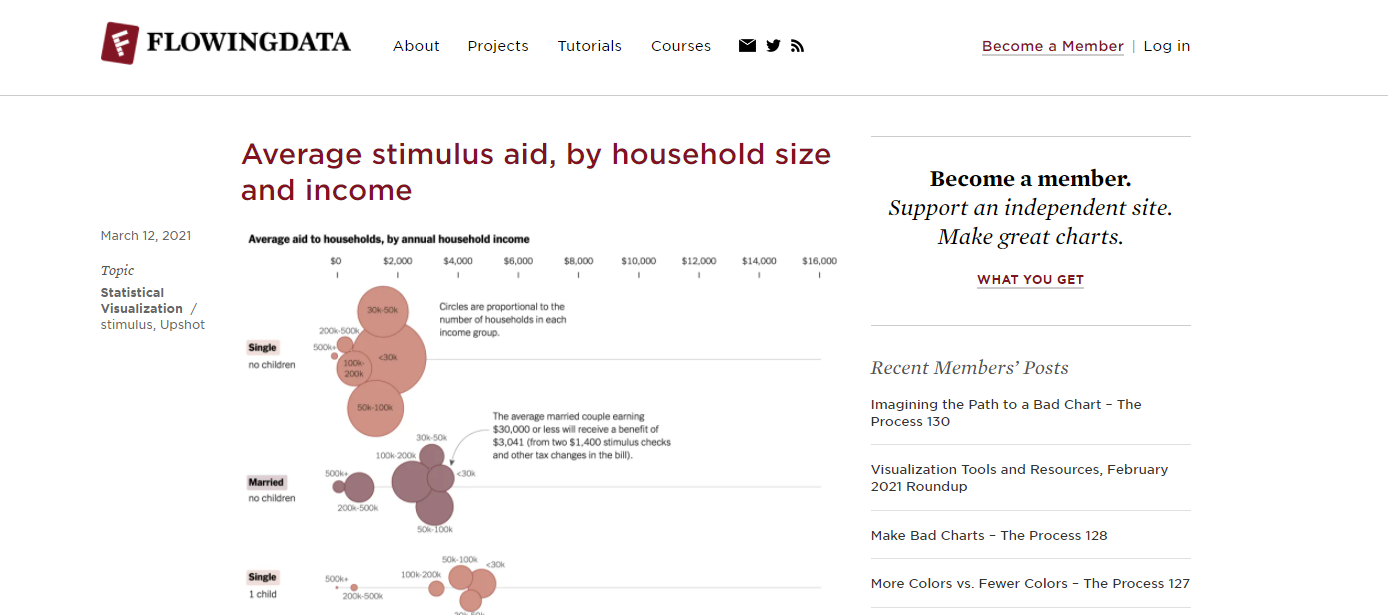 FLOWINGDATA
About Projects Tutorials Courses
Become a Member | Log in
Average stimulus aid, by household size
and income
March 12, 2021
Topic
Statistical
Visualization /
stimulus, Upshot
Average aid to households, by annual household income
$0 $2,000 $4,000 $6,000 $8,000 $10,000 $12,000 $14,000 $16,000
Single
no children
30k-50k
200k-500k
500k+
<30k
100k-
200k
50k-100k
Circles are proportional to the
number of households in each
income group.
Married
no children
30k-50k
100k-200k
500k+
<30k
200k-500k
50k-100k
The average married couple earning
$30,000 or less will receive a benefit of
$3,041 (from two $1,400 stimulus checks
and other tax changes in the bill).
Single
1 child
50k-100k
<30k
100k-200k
500k+
200k-500k
Become a member.
Support an independent site.
Make great charts.
WHAT YOU GET
Recent Members’ Posts
Imagining the Path to a Bad Chart – The
Process 130
Visualization Tools and Resources, February
2021 Roundup
Make Bad Charts – The Process 128
More Colors vs. Fewer Colors – The Process 127